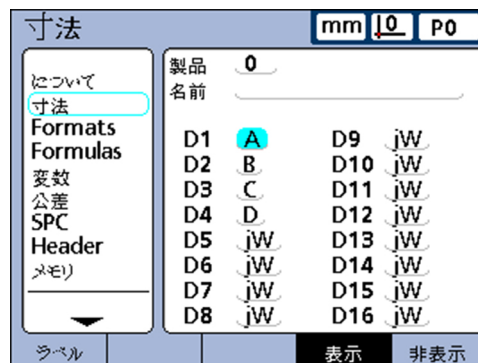 寸法
mm 0 P0
について
寸法
Formats
Formulas
変数
公差
SPC
Header
メモリ
製品 0
名前
D1 A D9 jW
D2 B D10 jW
D3 C D11 jW
D4 D D12 jW
D5 jW D13 jW
D6 jW D14 jW
D7 jW D15 jW
D8 jW D16 jW
ラベル 表示 非表示